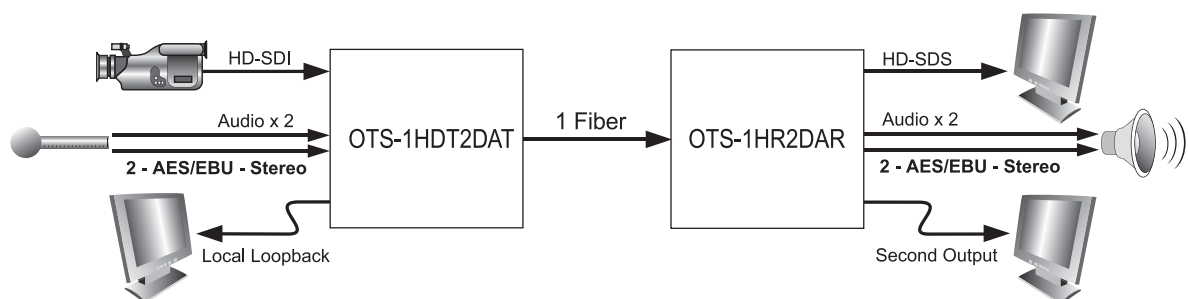 HD-SDI
HD-SDS
Audio x 2
OTS-1HDT2DAT
1 Fiber
OTS-1HR2DAR
Audio x 2
2 - AES/EBU - Stereo
2 - AES/EBU - Stereo
Local Loopback
Second Output